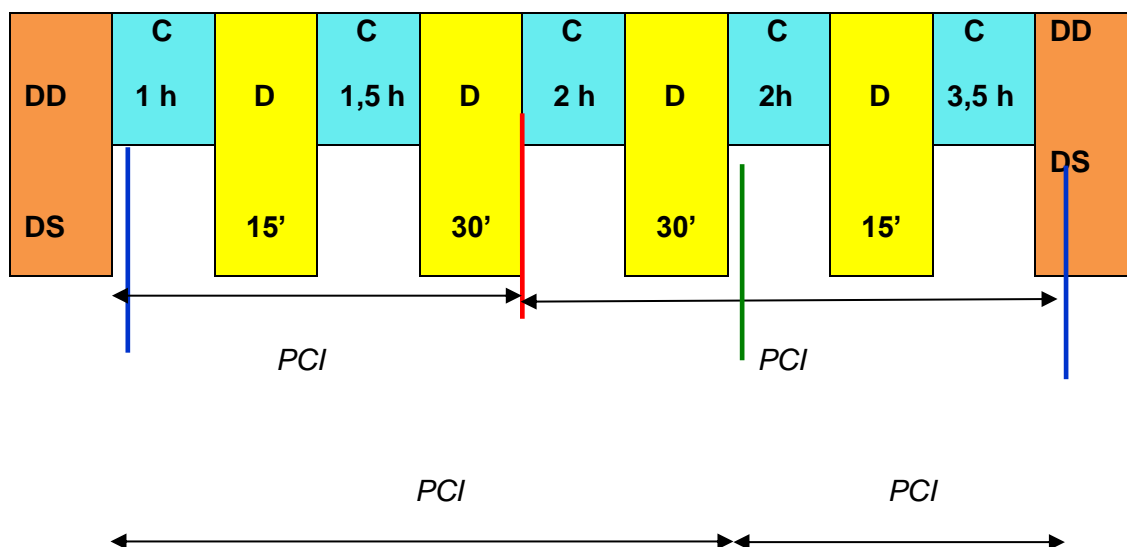 C C C C C DD
DD 1 h D 1,5 h D 2 h D 2h D 3,5 h
DS
DS 15’ 30’ 30’ 15’
PCI PCI
PCI PCI